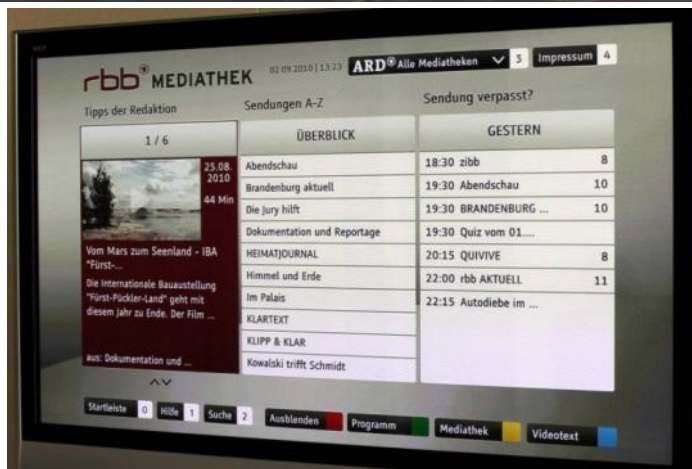 rbb MEDIATHEK
02.09.2010 | 13:23
ARD Alle Mediatheken 3
Impressum 4
Tipps der Redaktion
1 / 6
25.08.
2010
44 Min
Vom Mars zum Seenland - IBA
"Fürst-...
Die Internationale Bauaustellung
"Fürst-Pückler-Land" geht mit
diesem Jahr zu Ende. Der Film ...
aus: Dokumentation und ...
Sendungen A-Z
ÜBERBLICK
Abendschau
Brandenburg aktuell
Die Jury hilft
Dokumentation und Reportage
HEIMATJOURNAL
Himmel und Erde
Im Palais
KLARTEXT
KLIPP & KLAR
Kowalski trifft Schmidt
Sendung verpasst?
GESTERN
18:30 zibb 8
19:30 Abendschau 10
19:30 BRANDENBURG ... 10
19:30 Quiz vom 01....
20:15 QUIVIVE 8
22:00 rbb AKTUELL 11
22:15 Autodiebe im ...
Startleiste 0 Hilfe 1 Suche 2 Ausblenden Programm Mediathek Videotext